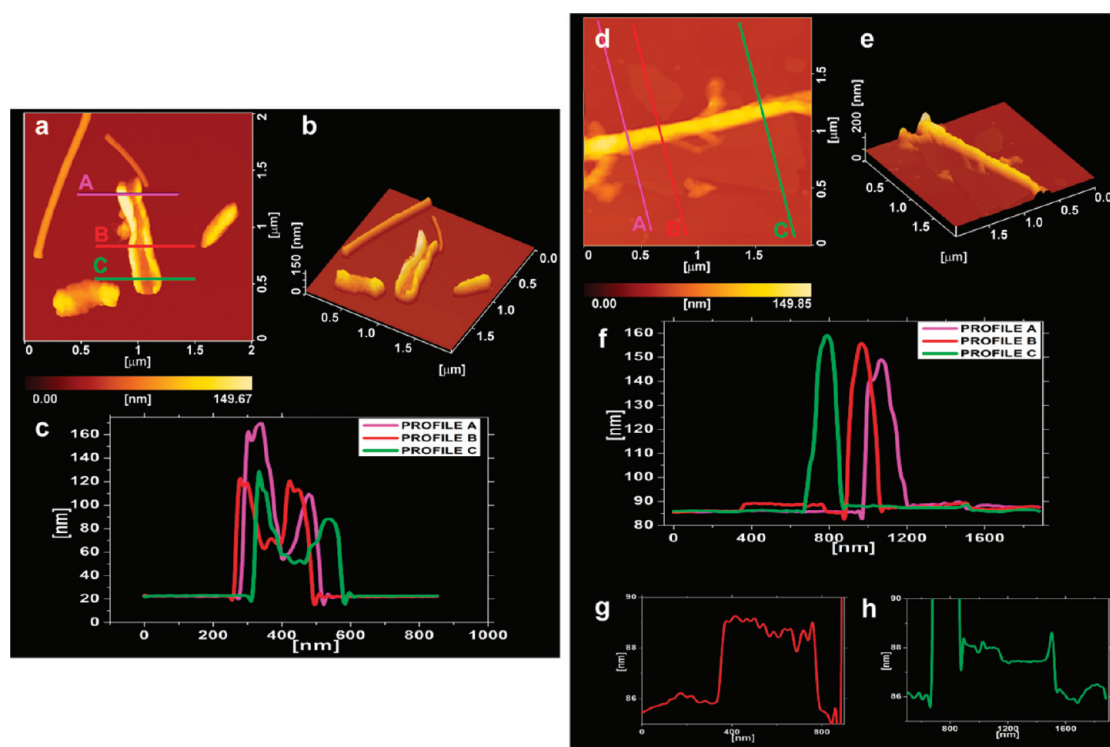 a
2
1.5
1
[µm]
0.5
0
A
B
C
0 0.5 1 1.5 2
[µm]
0.00 [nm] 149.67
b
150 [nm]
0
0.5
1.0
1.5
[µm]
0.0
0.5
1.0
1.5
[µm]
c
PROFILE A
PROFILE B
PROFILE C
160
140
120
100
80
60
40
20
0
[nm]
0 200 400 600 800 1000
[nm]
d
A
B
C
1.5
1.0
[µm]
0.5
0
0 0.5 1.0 1.5
[µm]
0.00 [nm] 149.85
e
200 [nm]
0
0.5
1.0
1.5
[µm]
0.0
0.5
1.0
1.5
[µm]
f
PROFILE A
PROFILE B
PROFILE C
160
150
140
130
120
110
100
90
80
[nm]
0 400 800 1200 1600
[nm]
g
90
88
86
[nm]
0 400 800
[nm]
h
90
88
86
[nm]
800 1200 1600
[nm]